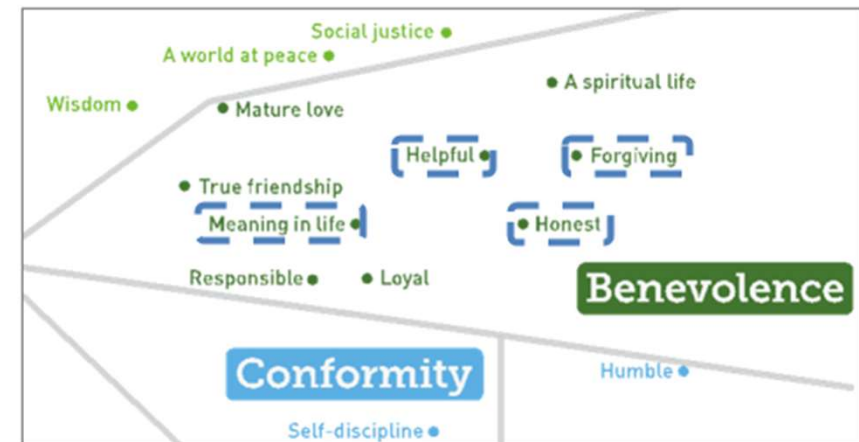 Social justice
A world at peace
A spiritual life
Wisdom
Mature love
Helpful
Forgiving
True friendship
Meaning in life
Honest
Responsible
Loyal
Benevolence
Conformity
Humble
Self-discipline